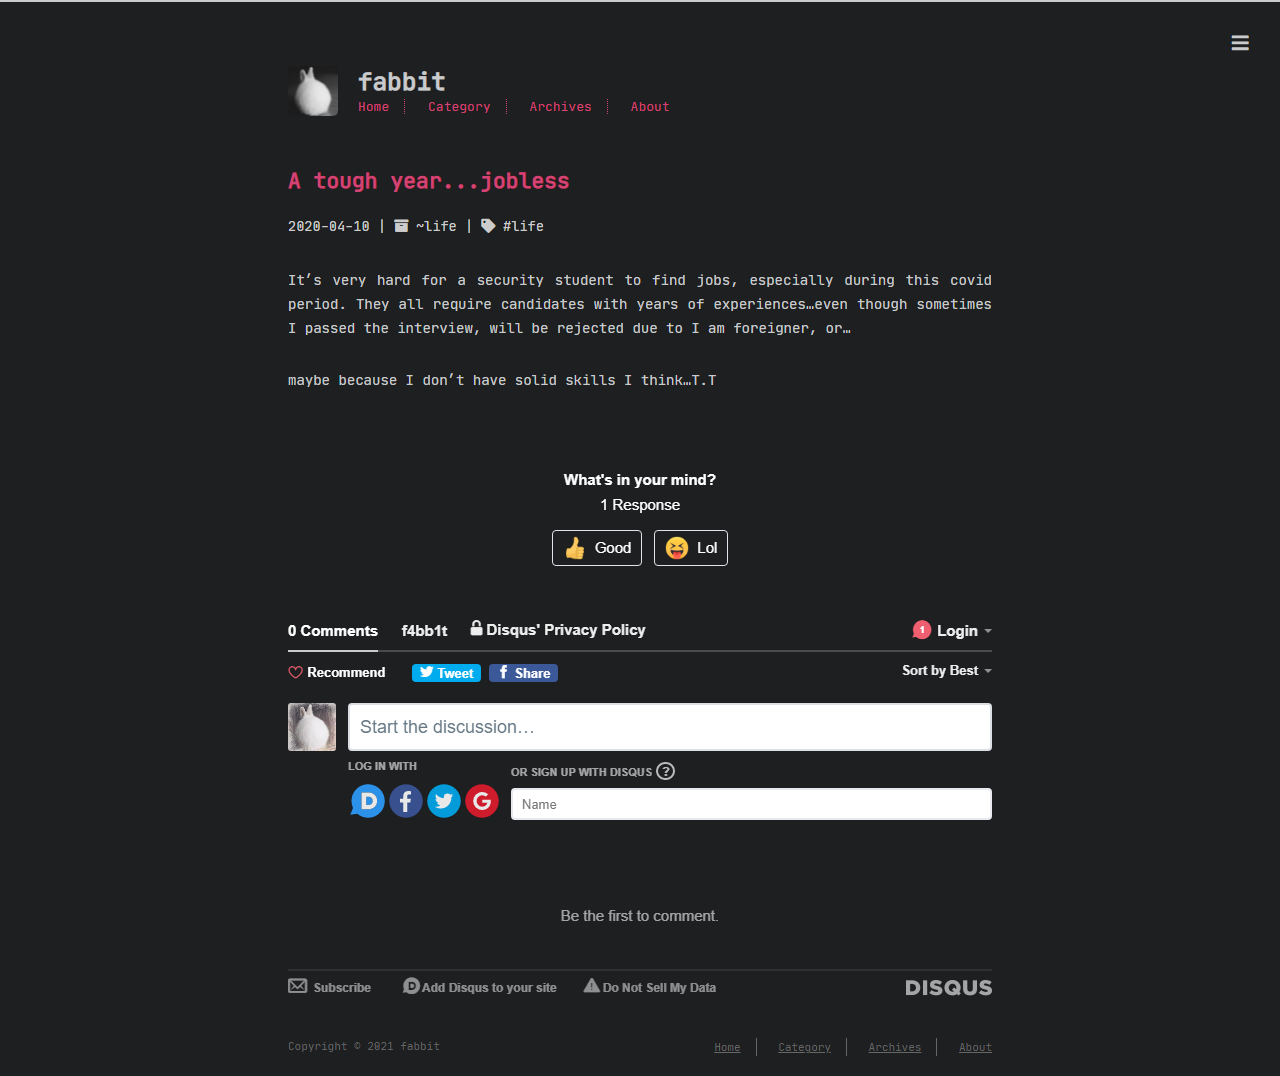 fabbit
Home Category Archives About
A tough year...jobless
2020-04-10 | ~life | #life
It’s very hard for a security student to find jobs, especially during this covid
period. They all require candidates with years of experiences…even though sometimes
I passed the interview, will be rejected due to I am foreigner, or…
maybe because I don’t have solid skills I think…T.T
What's in your mind?
1 Response
Good Lol
0 Comments f4bb1t Disqus' Privacy Policy 1 Login
Recommend Tweet Share Sort by Best
Start the discussion…
LOG IN WITH
OR SIGN UP WITH DISQUS ?
Name
Be the first to comment.
Subscribe Add Disqus to your site Do Not Sell My Data DISQUS
Copyright © 2021 fabbit Home Category Archives About